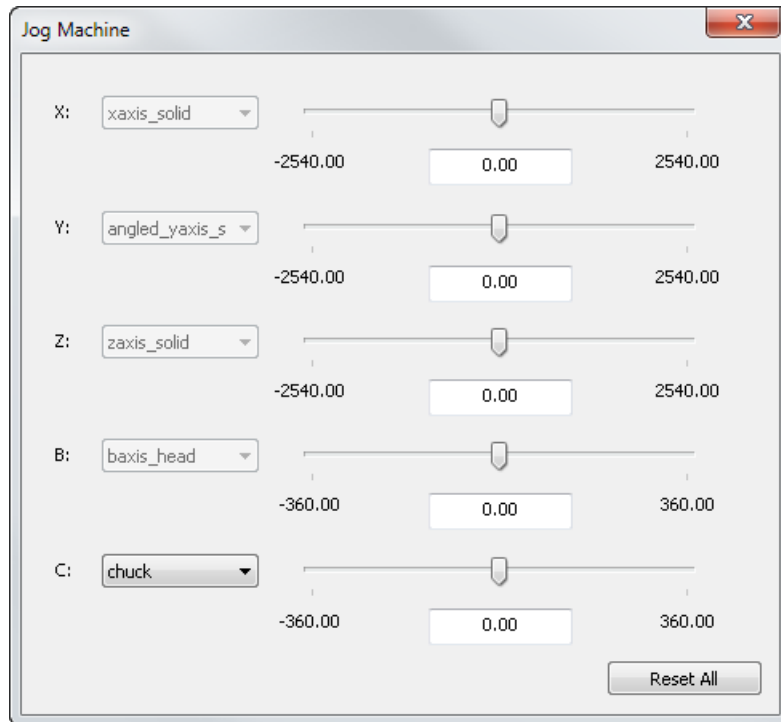 Jog Machine
X: xaxis_solid
-2540.00 0.00 2540.00
Y: angled_yaxis_s
-2540.00 0.00 2540.00
Z: zaxis_solid
-2540.00 0.00 2540.00
B: baxis_head
-360.00 0.00 360.00
C: chuck
-360.00 0.00 360.00
Reset All